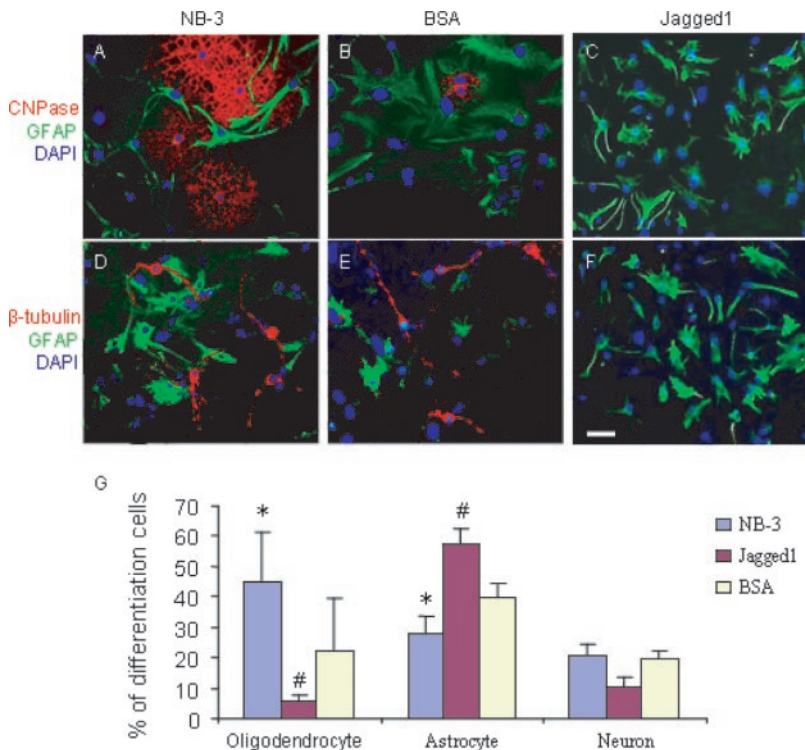 NB-3 BSA Jagged1
A B C
CNPase
GFAP
DAPI
D E F
β-tubulin
GFAP
DAPI
G
% of differentiation cells
70
60
50
40
30
20
10
0
* # * #
Oligodendrocyte Astrocyte Neuron
NB-3
Jagged1
BSA